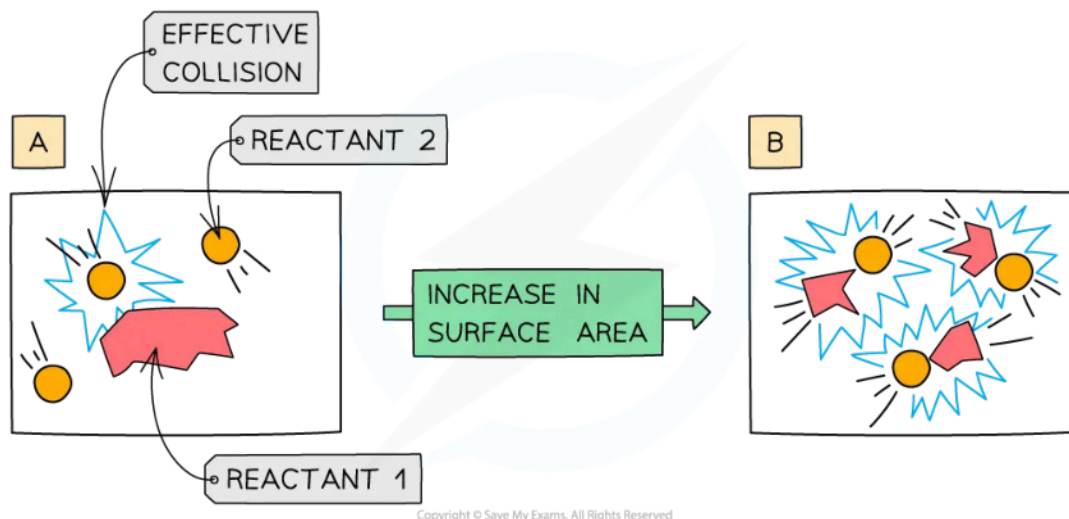 EFFECTIVE
COLLISION
A
REACTANT 2
B
INCREASE IN
SURFACE AREA
REACTANT 1
Copyright © Save My Exams. All Rights Reserved